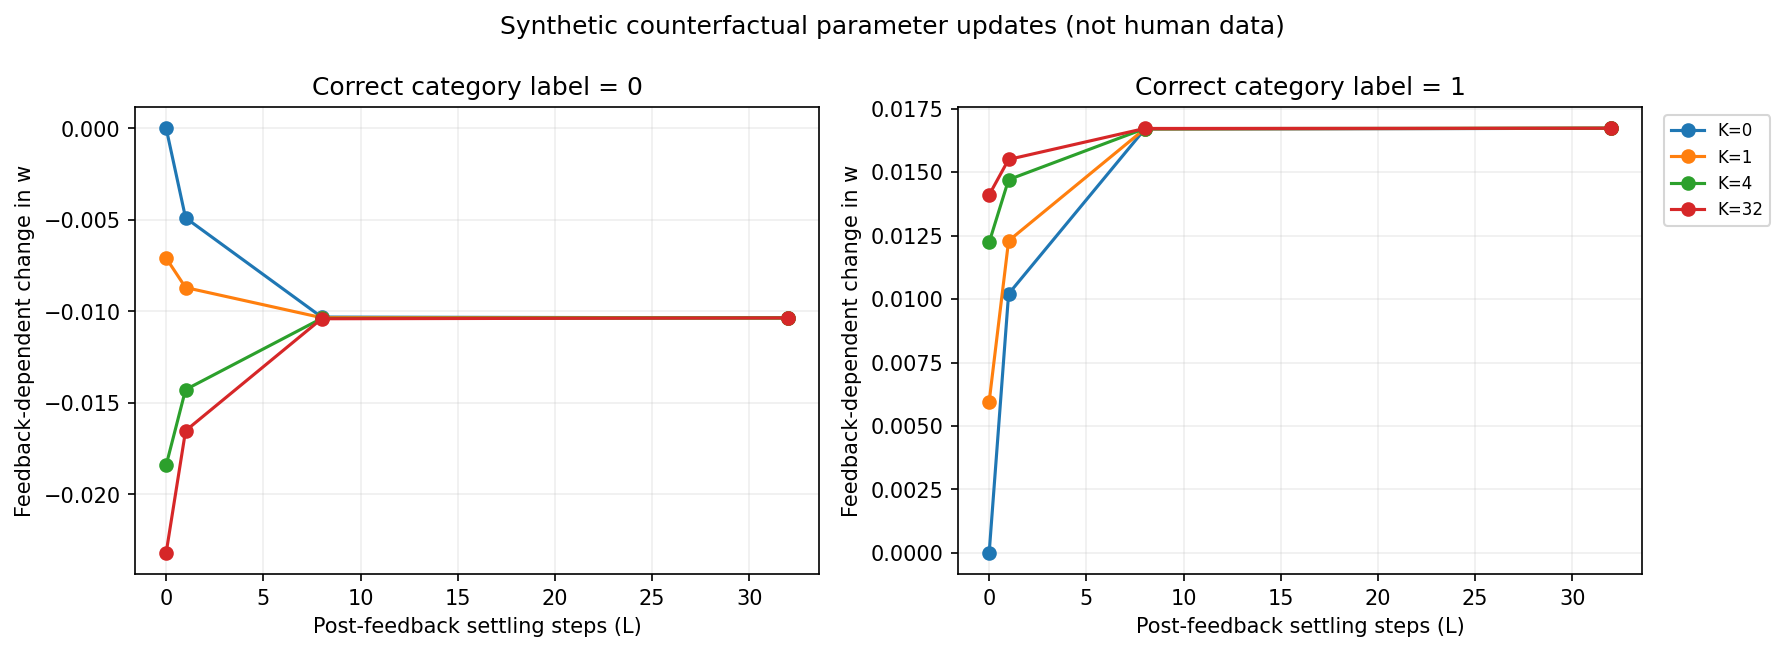 Synthetic counterfactual parameter updates (not human data)
Correct category label = 0
Feedback-dependent change in w
0.000
−0.005
−0.010
−0.015
−0.020
0 5 10 15 20 25 30
Post-feedback settling steps (L)
Correct category label = 1
Feedback-dependent change in w
0.0175
0.0150
0.0125
0.0100
0.0075
0.0050
0.0025
0.0000
0 5 10 15 20 25 30
Post-feedback settling steps (L)
K=0
K=1
K=4
K=32